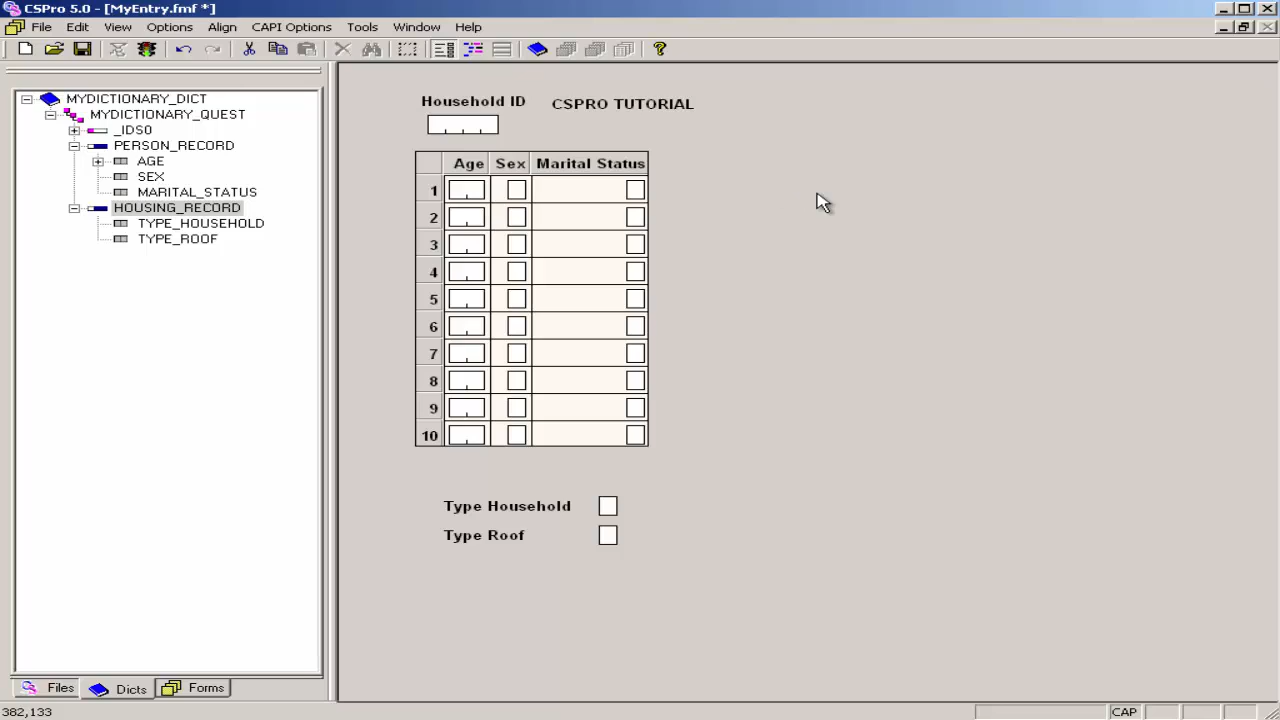 CSPro 5.0 - [MyEntry.fmf *]
File Edit View Options Align CAPI Options Tools Window Help
MYDICTIONARY_DICT
MYDICTIONARY_QUEST
_IDS0
PERSON_RECORD
AGE
SEX
MARITAL_STATUS
HOUSING_RECORD
TYPE_HOUSEHOLD
TYPE_ROOF
Files Dicts Forms
Household ID CSPRO TUTORIAL
Age Sex Marital Status
1
2
3
4
5
6
7
8
9
10
Type Household
Type Roof
382,133 CAP